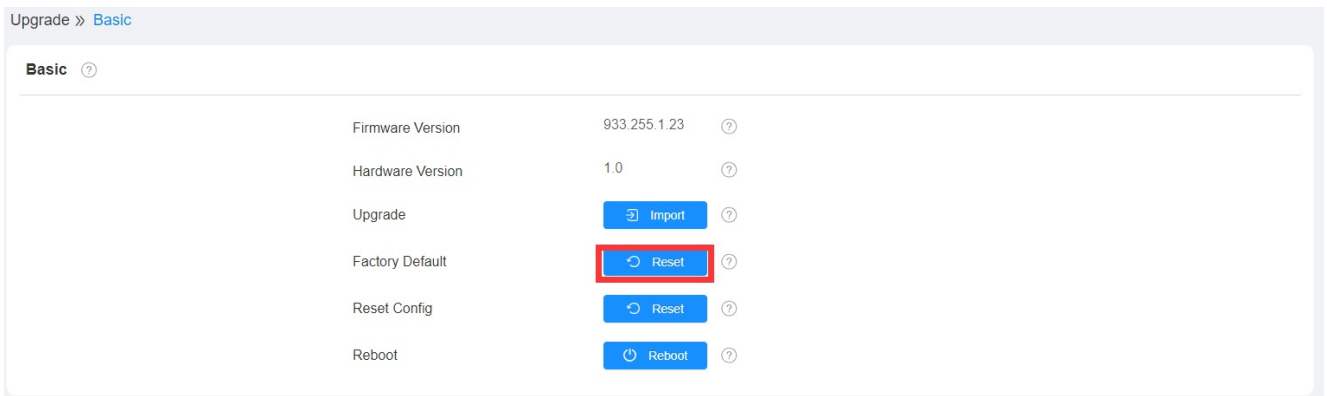 Upgrade » Basic
Basic ?
Firmware Version 933.255.1.23 ?
Hardware Version 1.0 ?
Upgrade Import ?
Factory Default Reset ?
Reset Config Reset ?
Reboot Reboot ?